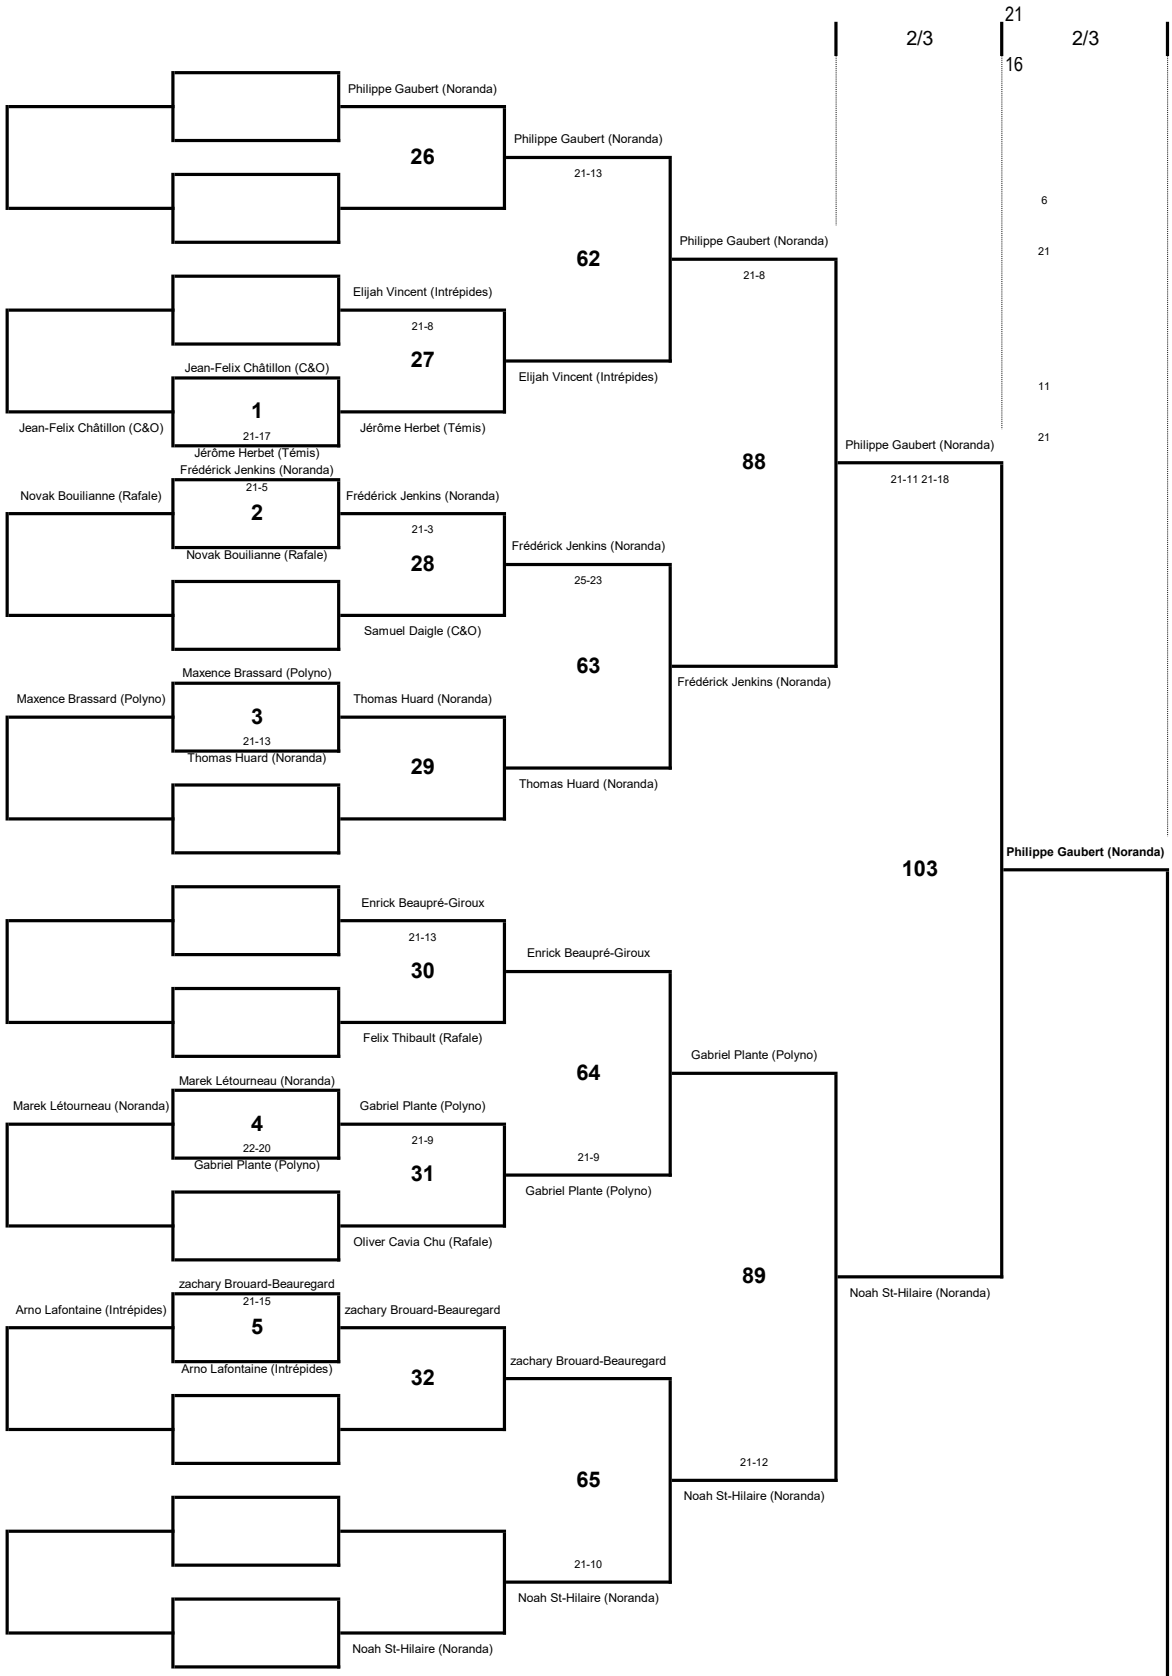 21
2/3 2/3
16
Philippe Gaubert (Noranda)
26 Philippe Gaubert (Noranda)
21-13
6
Philippe Gaubert (Noranda)
62 21
21-8
Elijah Vincent (Intrépides)
21-8
Jean-Felix Châtillon (C&O) 27
Elijah Vincent (Intrépides)
11
1
Jean-Felix Châtillon (C&O) Jérôme Herbet (Témis)
21-17 21
Philippe Gaubert (Noranda)
Jérôme Herbet (Témis)
88
Frédérick Jenkins (Noranda)
21-11 21-18
21-5
Novak Bouilianne (Rafale) Frédérick Jenkins (Noranda)
2
21-3
Frédérick Jenkins (Noranda)
Novak Bouilianne (Rafale) 28
25-23
Samuel Daigle (C&O)
63
Maxence Brassard (Polyno)
Frédérick Jenkins (Noranda)
Maxence Brassard (Polyno) Thomas Huard (Noranda)
3
21-13
Thomas Huard (Noranda)
29
Thomas Huard (Noranda)
Philippe Gaubert (Noranda)
103
Enrick Beaupré-Giroux
21-13
Enrick Beaupré-Giroux
30
Felix Thibault (Rafale)
Gabriel Plante (Polyno)
64
Marek Létourneau (Noranda)
Marek Létourneau (Noranda) Gabriel Plante (Polyno)
4
21-9
22-20
21-9
Gabriel Plante (Polyno)
31
Gabriel Plante (Polyno)
Oliver Cavia Chu (Rafale)
89
zachary Brouard-Beauregard
Noah St-Hilaire (Noranda)
21-15
Arno Lafontaine (Intrépides) zachary Brouard-Beauregard
5
zachary Brouard-Beauregard
Arno Lafontaine (Intrépides)
32
21-12
65
Noah St-Hilaire (Noranda)
21-10
Noah St-Hilaire (Noranda)
Noah St-Hilaire (Noranda)